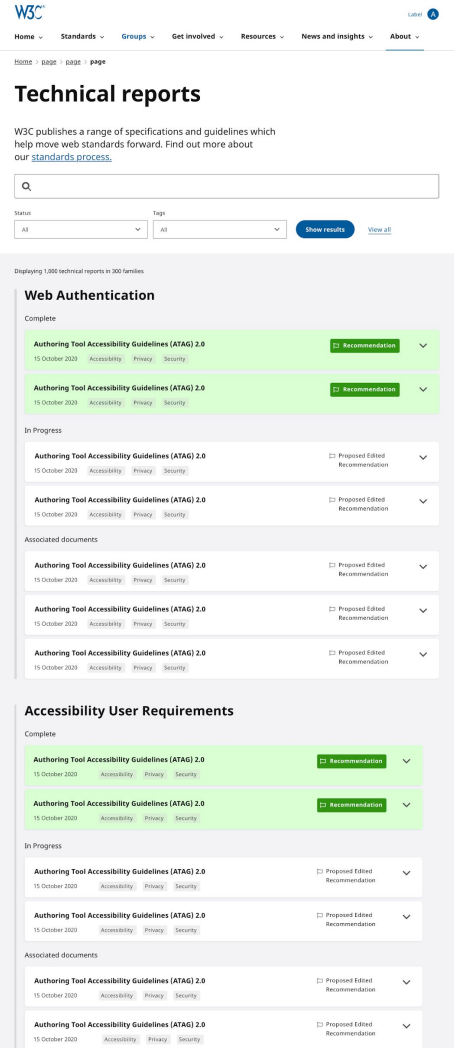 W3C®
Label A
Home Standards Groups Get involved Resources News and insights About
Home > page > page > page
Technical reports
W3C publishes a range of specifications and guidelines which
help move web standards forward. Find out more about
our standards process.
Status Tags
All All Show results View all
Displaying 1,000 technical reports in 300 families
Web Authentication
Complete
Authoring Tool Accessibility Guidelines (ATAG) 2.0 Recommendation
15 October 2020 Accessibility Privacy Security
Authoring Tool Accessibility Guidelines (ATAG) 2.0 Recommendation
15 October 2020 Accessibility Privacy Security
In Progress
Authoring Tool Accessibility Guidelines (ATAG) 2.0 Proposed Edited
Recommendation
15 October 2020 Accessibility Privacy Security
Authoring Tool Accessibility Guidelines (ATAG) 2.0 Proposed Edited
Recommendation
15 October 2020 Accessibility Privacy Security
Associated documents
Authoring Tool Accessibility Guidelines (ATAG) 2.0 Proposed Edited
Recommendation
15 October 2020 Accessibility Privacy Security
Authoring Tool Accessibility Guidelines (ATAG) 2.0 Proposed Edited
Recommendation
15 October 2020 Accessibility Privacy Security
Authoring Tool Accessibility Guidelines (ATAG) 2.0 Proposed Edited
Recommendation
15 October 2020 Accessibility Privacy Security
Accessibility User Requirements
Complete
Authoring Tool Accessibility Guidelines (ATAG) 2.0 Recommendation
15 October 2020 Accessibility Privacy Security
Authoring Tool Accessibility Guidelines (ATAG) 2.0 Recommendation
15 October 2020 Accessibility Privacy Security
In Progress
Authoring Tool Accessibility Guidelines (ATAG) 2.0 Proposed Edited
Recommendation
15 October 2020 Accessibility Privacy Security
Authoring Tool Accessibility Guidelines (ATAG) 2.0 Proposed Edited
Recommendation
15 October 2020 Accessibility Privacy Security
Associated documents
Authoring Tool Accessibility Guidelines (ATAG) 2.0 Proposed Edited
Recommendation
15 October 2020 Accessibility Privacy Security
Authoring Tool Accessibility Guidelines (ATAG) 2.0 Proposed Edited
Recommendation
15 October 2020 Accessibility Privacy Security